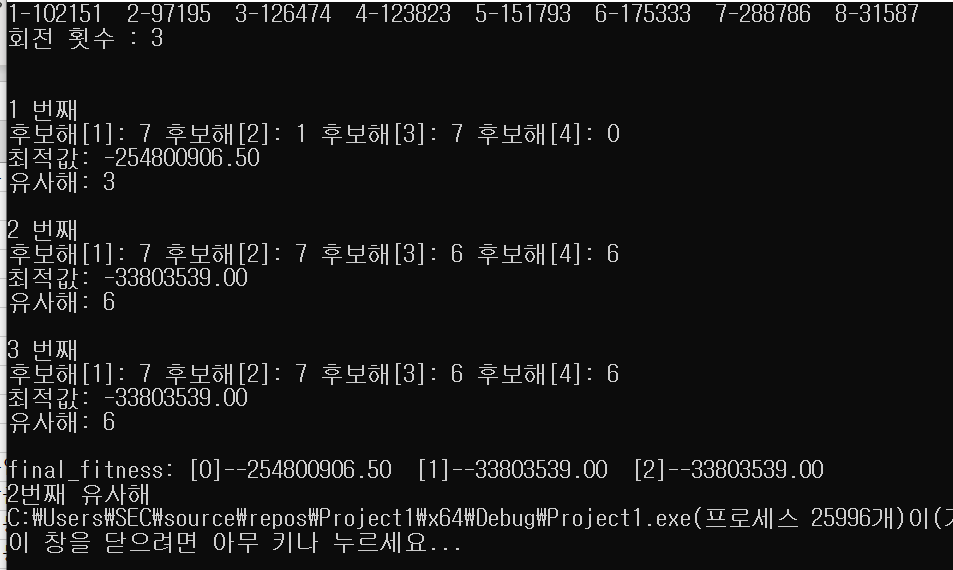 1-102151 2-97195 3-126474 4-123823 5-151793 6-175333 7-288786 8-31587
회전 횟수 : 3
1 번째
후보해[1]: 7 후보해[2]: 1 후보해[3]: 7 후보해[4]: 0
최적값: -254800906.50
유사해: 3
2 번째
후보해[1]: 7 후보해[2]: 7 후보해[3]: 6 후보해[4]: 6
최적값: -33803539.00
유사해: 6
3 번째
후보해[1]: 7 후보해[2]: 7 후보해[3]: 6 후보해[4]: 6
최적값: -33803539.00
유사해: 6
final_fitness: [0]--254800906.50 [1]--33803539.00 [2]--33803539.00
2번째 유사해
C:₩Users₩SEC₩source₩repos₩Project1₩x64₩Debug₩Project1.exe(프로세스 25996개)이(
이 창을 닫으려면 아무 키나 누르세요...